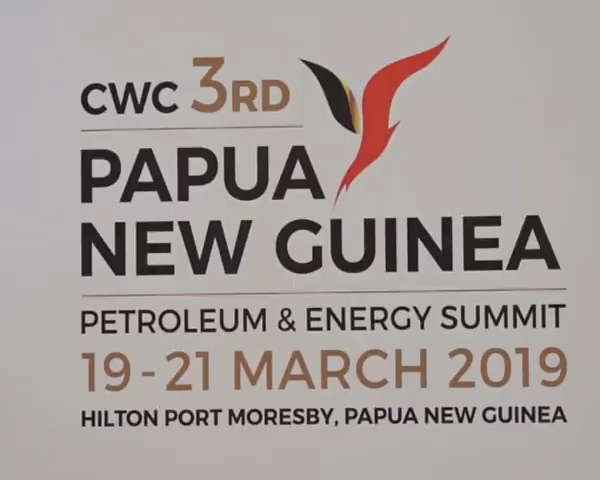 CWC 3RD
PAPUA
NEW GUINEA
PETROLEUM & ENERGY SUMMIT
19 - 21 MARCH 2019
HILTON PORT MORESBY, PAPUA NEW GUINEA